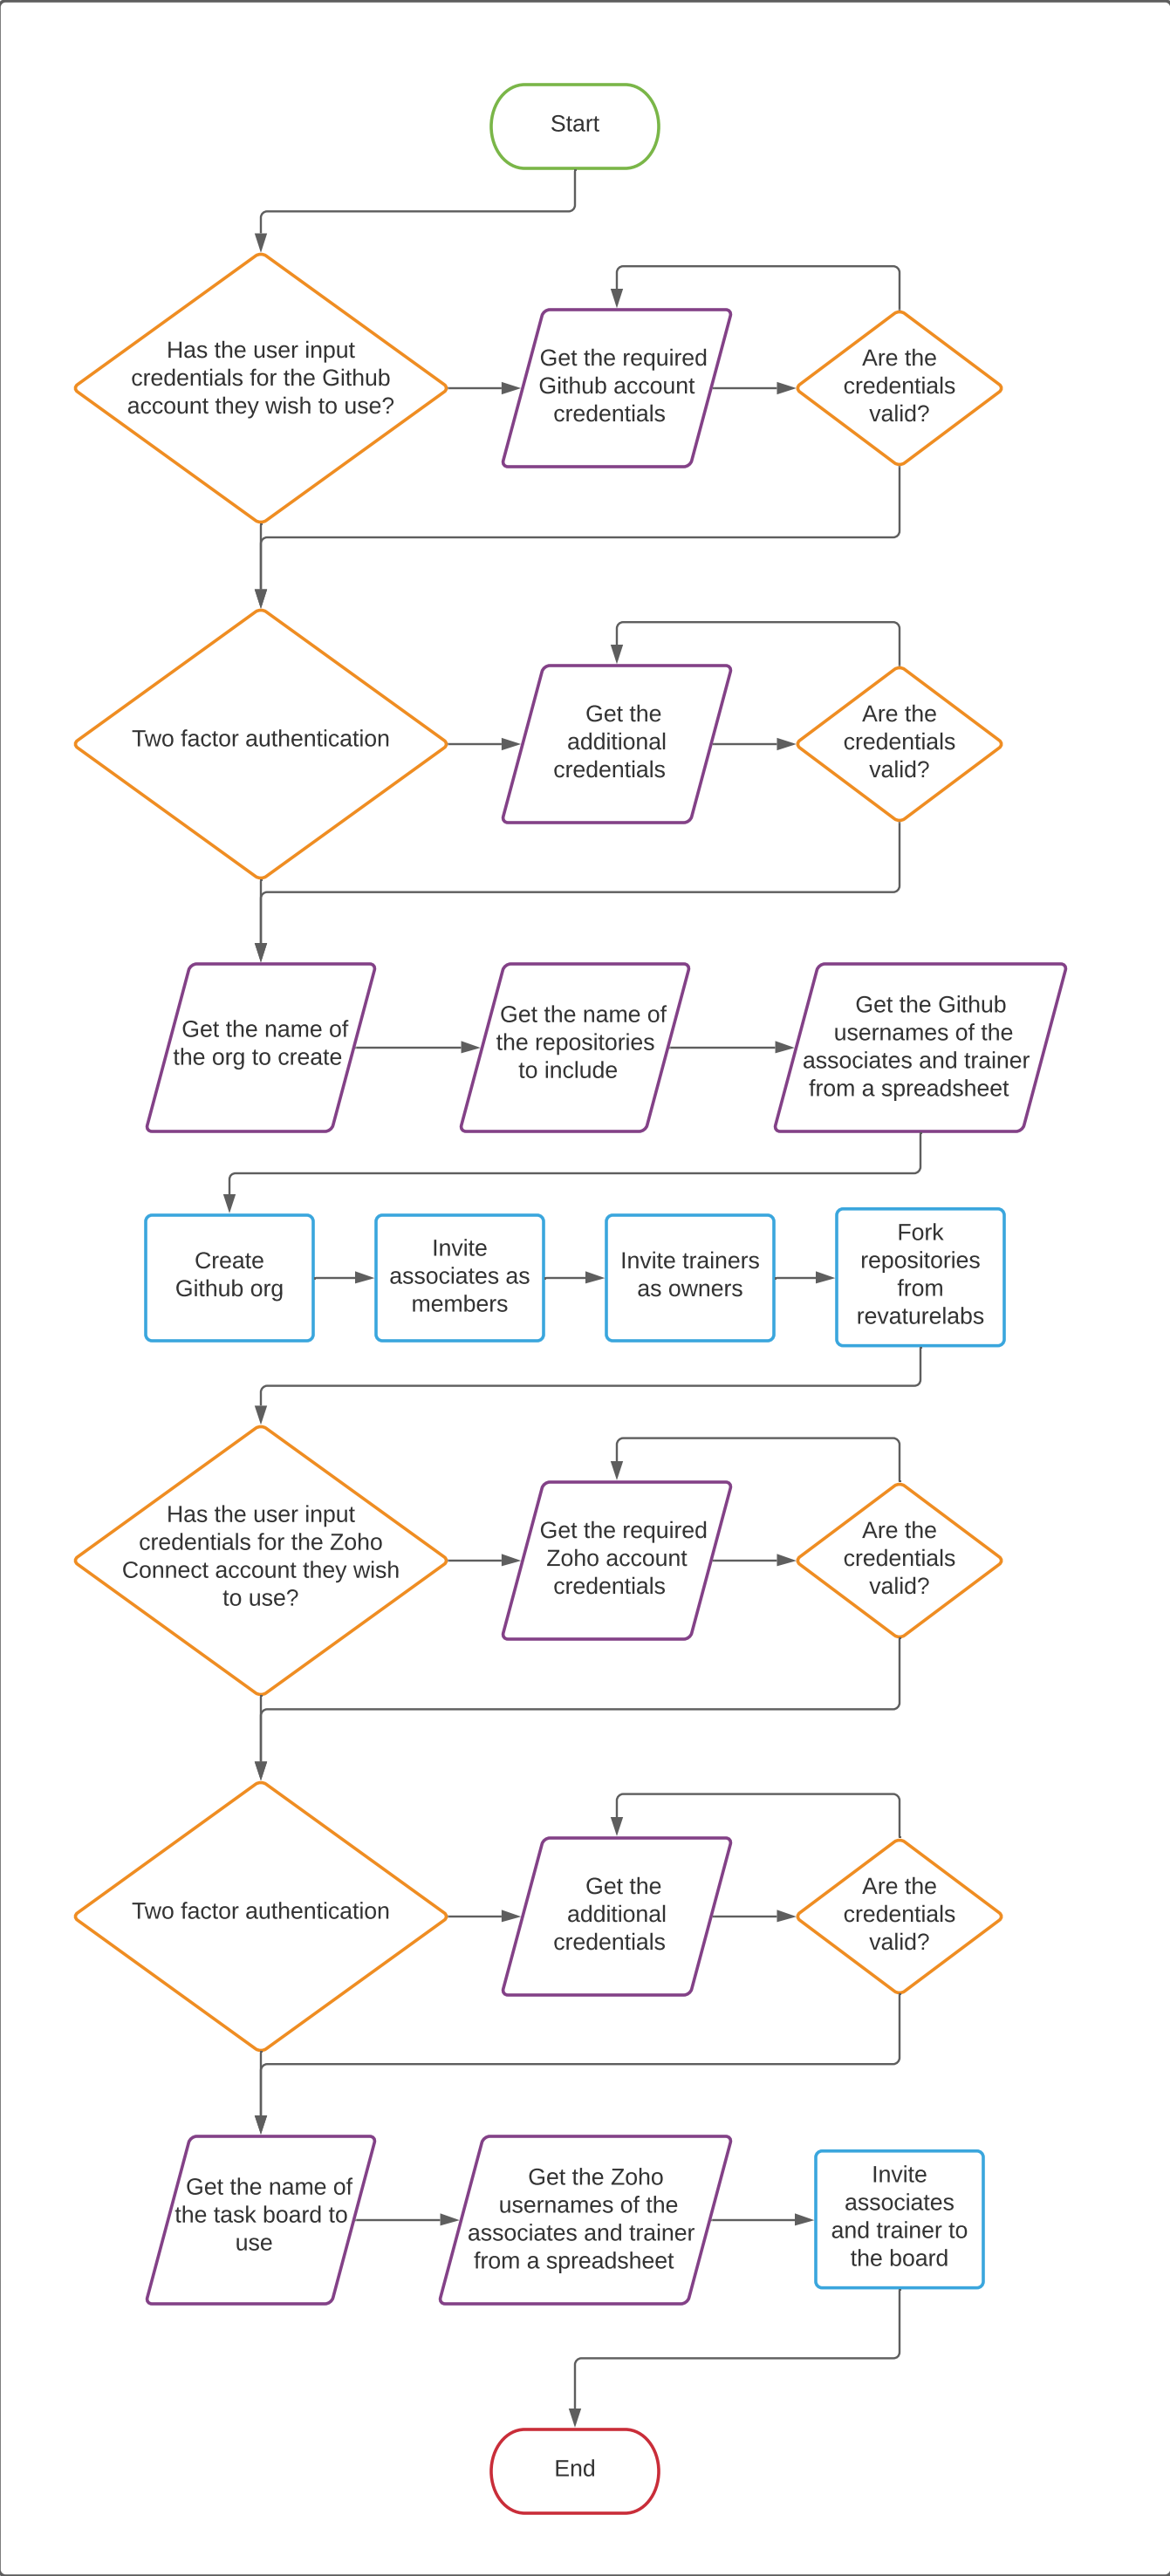 Start
Has the user input
credentials for the Github
account they wish to use?
Get the required
Github account
credentials
Are the
credentials
valid?
Two factor authentication
Get the
additional
credentials
Are the
credentials
valid?
Get the name of
the org to create
Get the name of
the repositories
to include
Get the Github
usernames of the
associates and trainer
from a spreadsheet
Create
Github org
Invite
associates as
members
Invite trainers
as owners
Fork
repositories
from
revaturelabs
Has the user input
credentials for the Zoho
Connect account they wish
to use?
Get the required
Zoho account
credentials
Are the
credentials
valid?
Two factor authentication
Get the
additional
credentials
Are the
credentials
valid?
Get the name of
the task board to
use
Get the Zoho
usernames of the
associates and trainer
from a spreadsheet
Invite
associates
and trainer to
the board
End